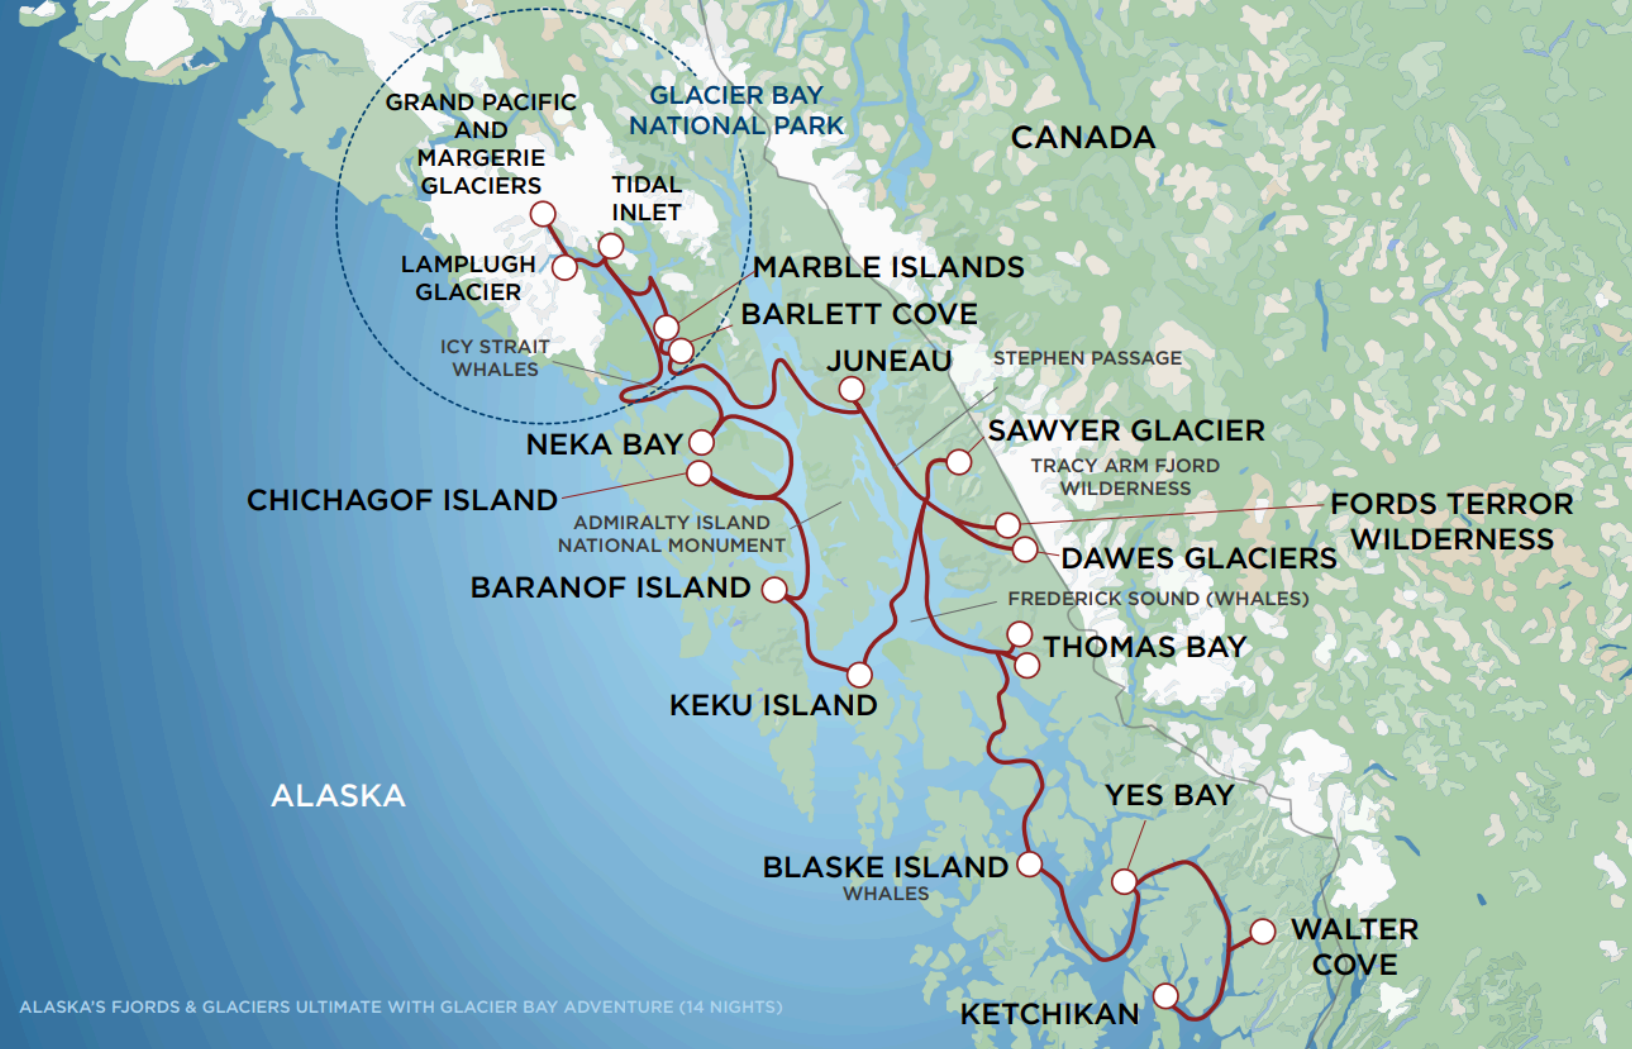 GRAND PACIFIC
AND
MARGERIE
GLACIERS
GLACIER BAY
NATIONAL PARK
CANADA
TIDAL
INLET
LAMPLUGH
GLACIER
MARBLE ISLANDS
BARLETT COVE
ICY STRAIT
WHALES
JUNEAU
STEPHEN PASSAGE
NEKA BAY
SAWYER GLACIER
TRACY ARM FJORD
WILDERNESS
CHICHAGOF ISLAND
FORDS TERROR
WILDERNESS
ADMIRALTY ISLAND
NATIONAL MONUMENT
DAWES GLACIERS
BARANOF ISLAND
FREDERICK SOUND (WHALES)
THOMAS BAY
KEKU ISLAND
ALASKA
YES BAY
BLASKE ISLAND
WHALES
WALTER
COVE
KETCHIKAN
ALASKA'S FJORDS & GLACIERS ULTIMATE WITH GLACIER BAY ADVENTURE (14 NIGHTS)